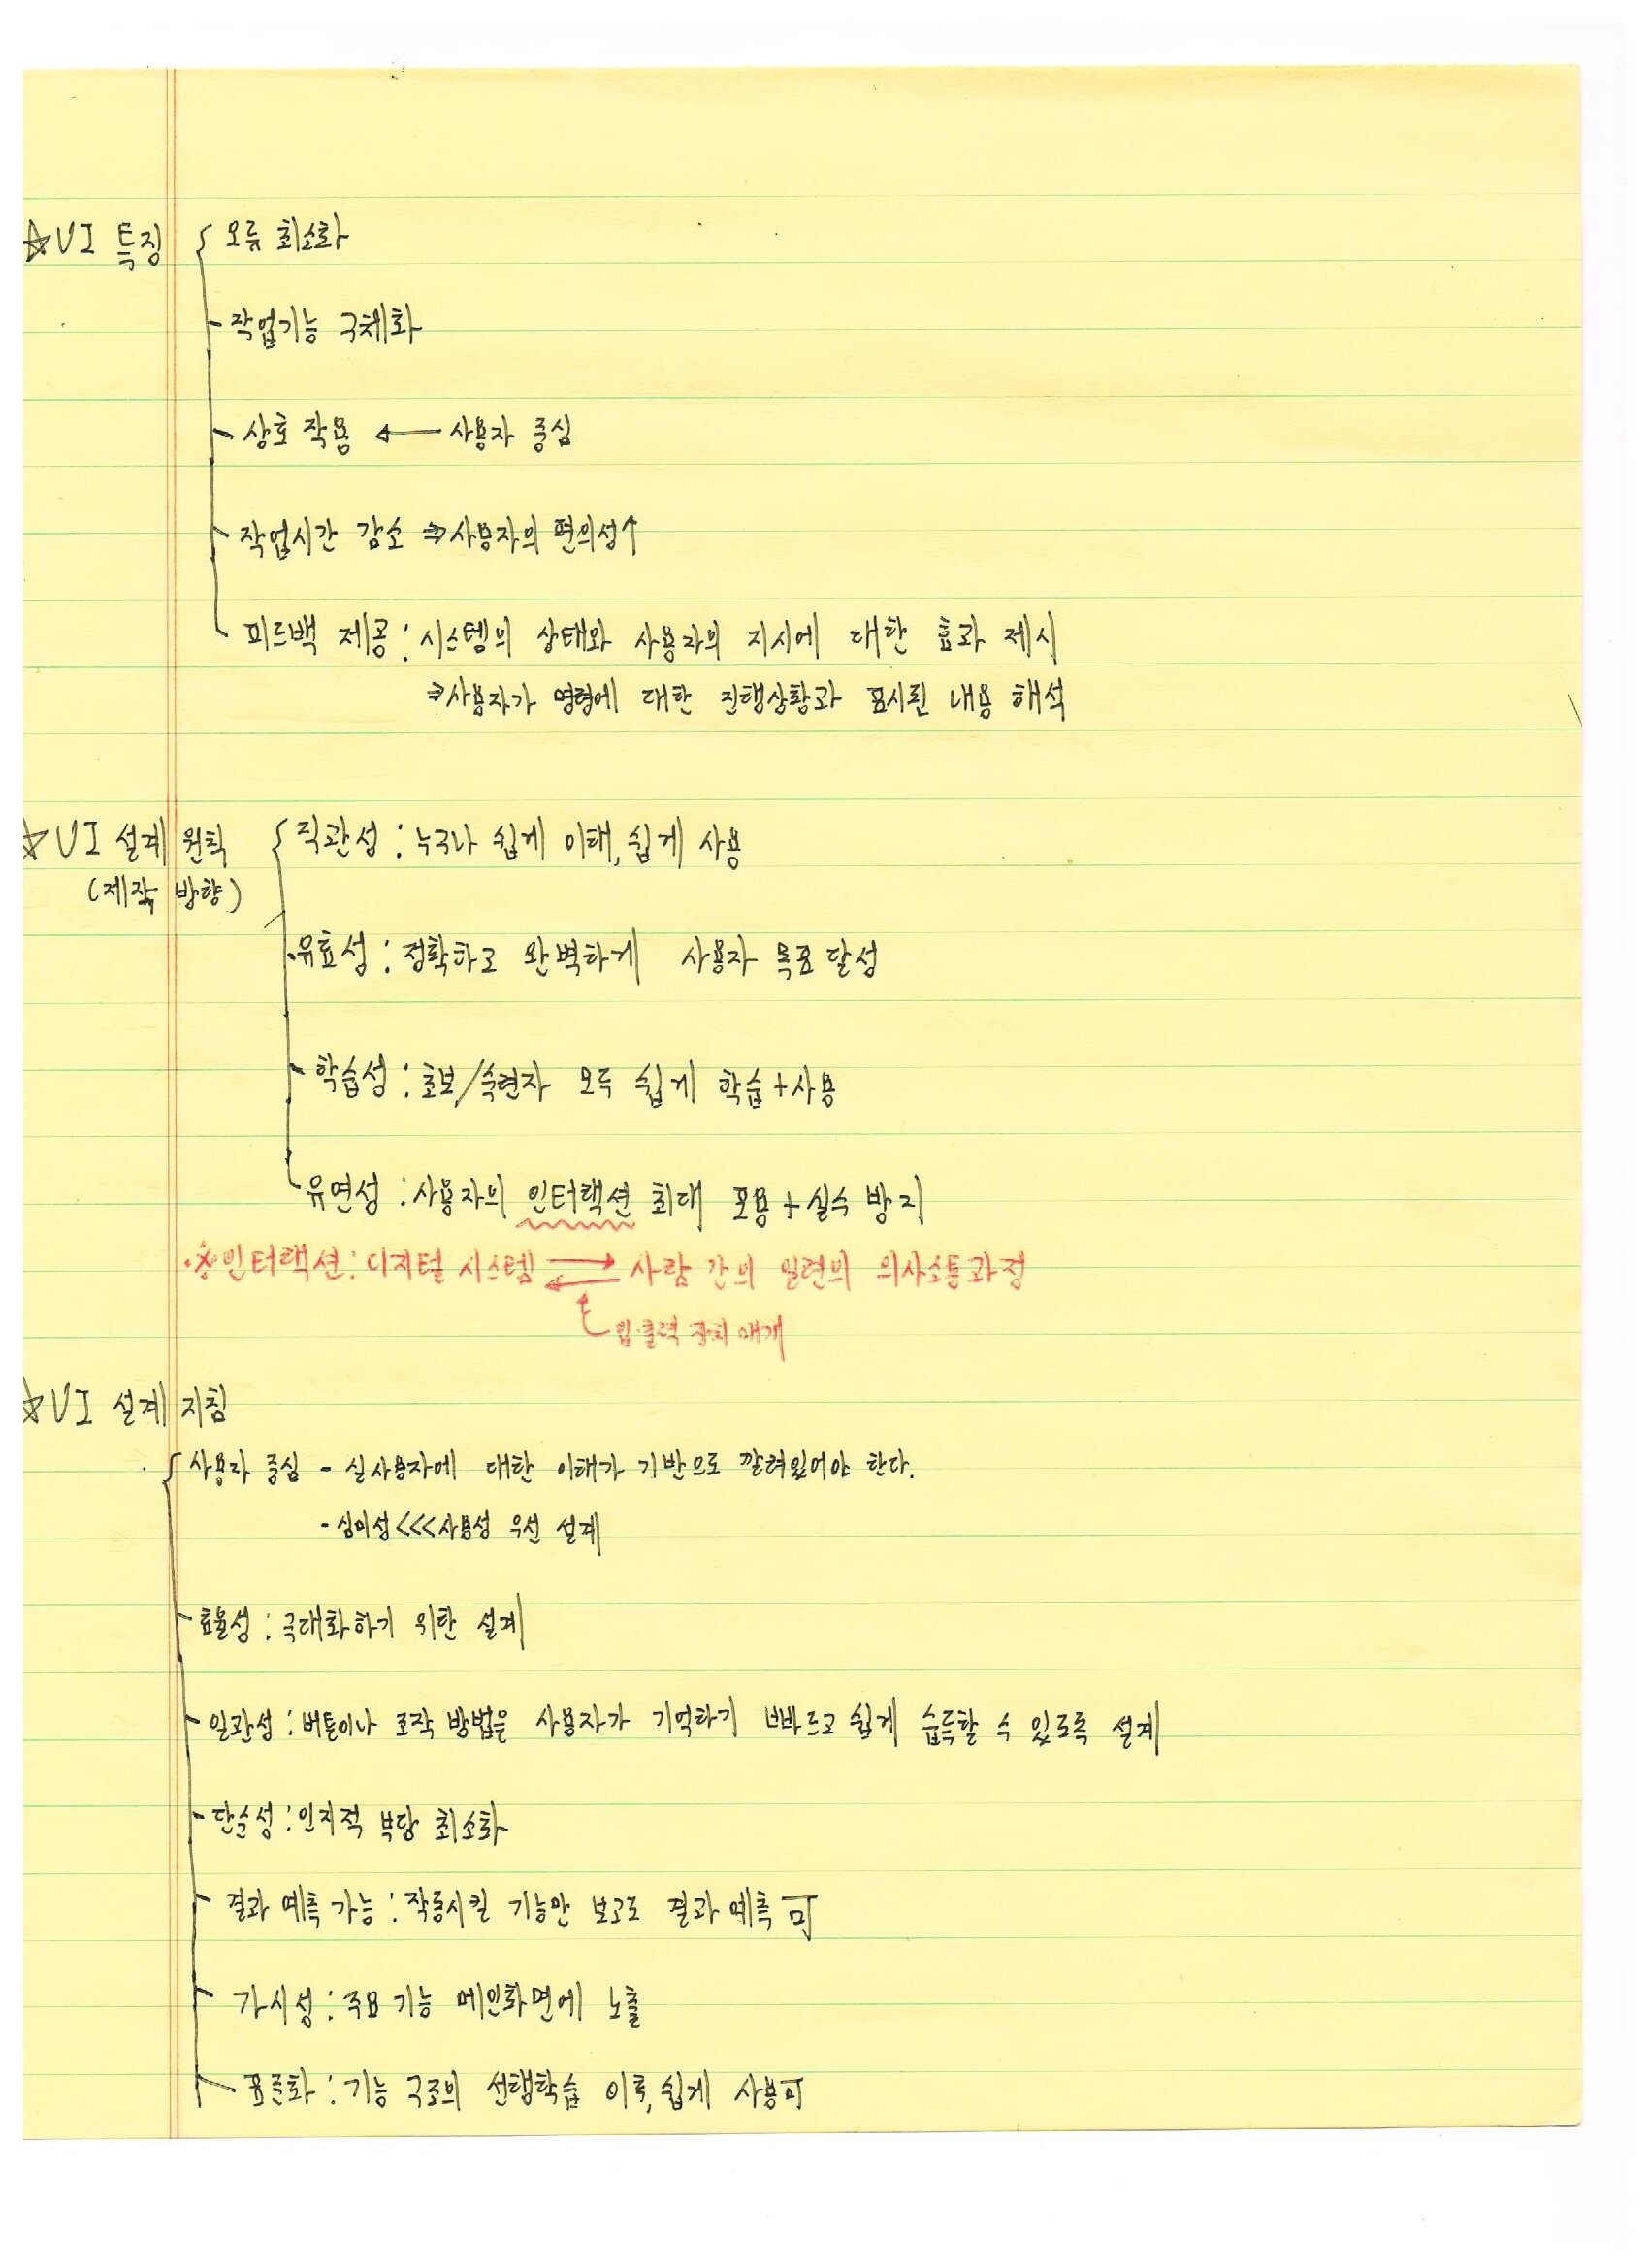 ☆UI 특징 { 오류 최소화
- 작업기능 구체화
- 상호 작용 ← 사용자 중심
- 작업시간 감소 ⇒ 사용자의 편의성↑
피드백 제공 : 시스템의 상태와 사용자의 지시에 대한 효과 제시
⇒사용자가 명령에 대한 진행상황과 표시된 내용 해석
☆UI 설계 원칙 { 직관성 : 누구나 쉽게 이해, 쉽게 사용
(제작 방향)
유효성 : 정확하고 완벽하게 사용자 목표 달성
- 학습성 : 초보/숙련자 모두 쉽게 학습+사용
유연성 : 사용자의 인터랙션 최대 포용 + 실수 방지
※인터랙션 : 디지털 시스템 ⇄ 사람 간의 일련의 의사소통과정
↑ 입·출력 장치 매개
☆UI 설계 지침
{ 사용자 중심 - 실사용자에 대한 이해가 기반으로 깔려있어야 한다.
- 심미성<<<사용성 우선 설계
- 효율성 : 극대화하기 위한 설계
- 일관성 : 버튼이나 조작 방법을 사용자가 기억하기 빠르고 쉽게 습득할 수 있도록 설계
- 단순성 : 인지적 부담 최소화
- 결과 예측 가능 : 작동시킬 기능만 보고도 결과 예측 可
- 가시성 : 주요 기능 메인화면에 노출
- 표준화 : 기능 구조의 선행학습 이후, 쉽게 사용可